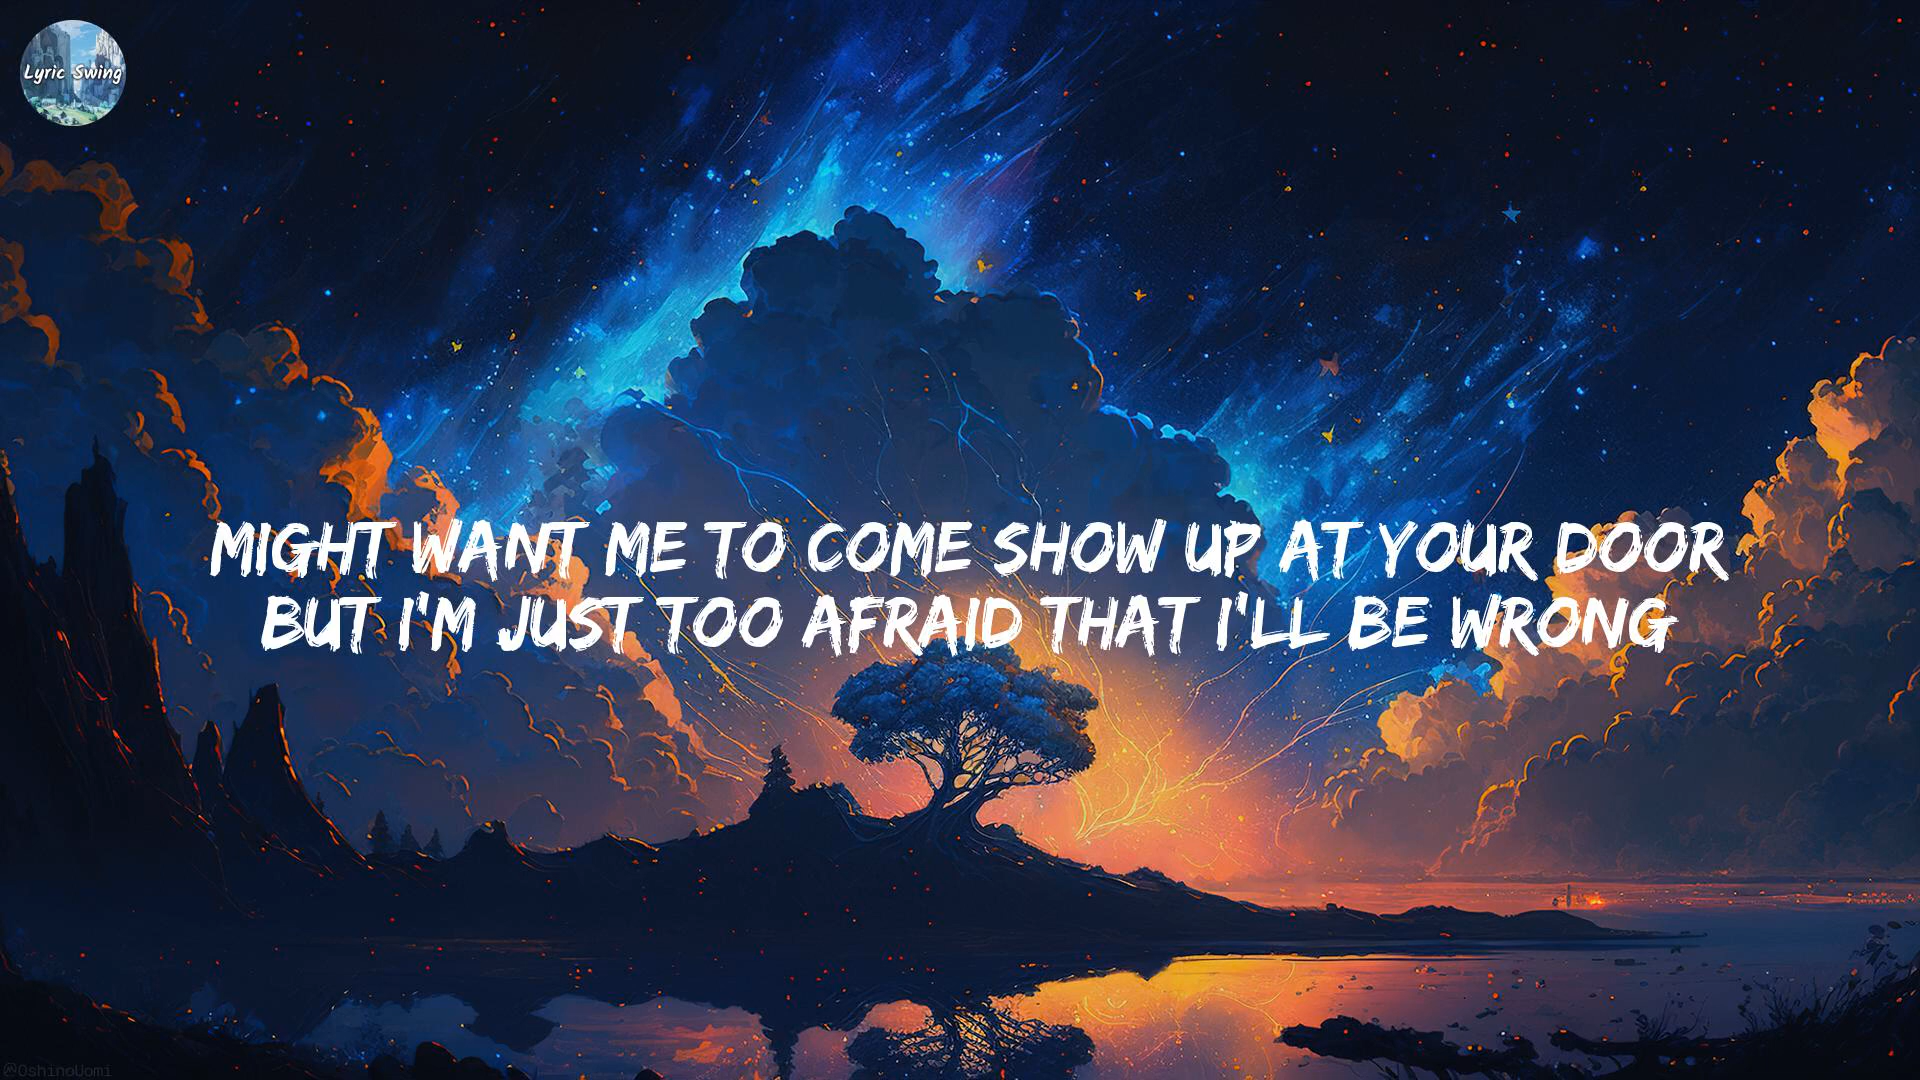 Lyric Swing
MIGHT WANT ME TO COME SHOW UP AT YOUR DOOR
BUT I'M JUST TOO AFRAID THAT I'LL BE WRONG
@OshinoUomi